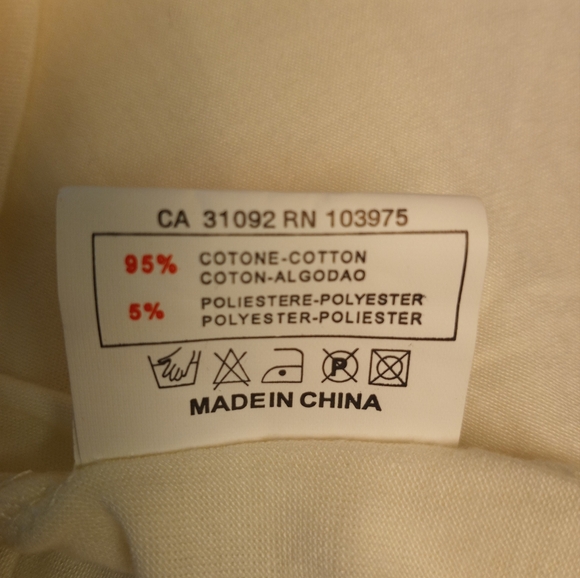 CA 31092 RN 103975
95% COTONE-COTTON
COTON-ALGODAO
5% POLIESTERE-POLYESTER
POLYESTER-POLIESTER
P
MADE IN CHINA